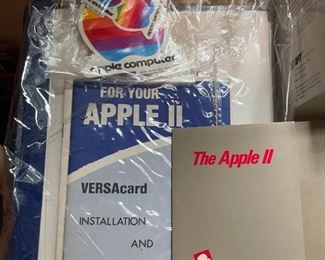 apple computer
FOR YOUR
APPLE II
VERSAcard
INSTALLATION
AND
The Apple II